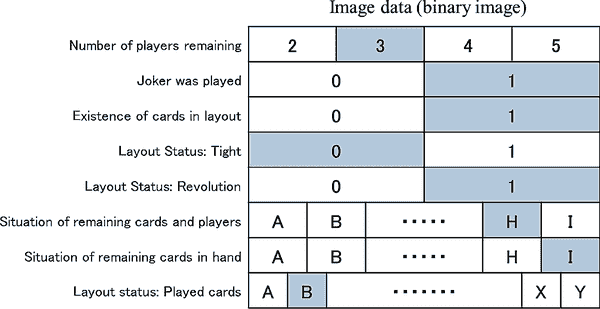 Image data (binary image)
Number of players remaining 2 3 4 5
Joker was played 0 1
Existence of cards in layout 0 1
Layout Status: Tight 0 1
Layout Status: Revolution 0 1
Situation of remaining cards and players A B ····· H I
Situation of remaining cards in hand A B ····· H I
Layout status: Played cards A B ······· X Y